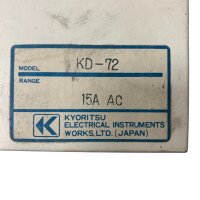 MODEL KD-72
RANGE 15A AC
KYORITSU
ELECTRICAL INSTRUMENTS
WORKS,LTD.(JAPAN)